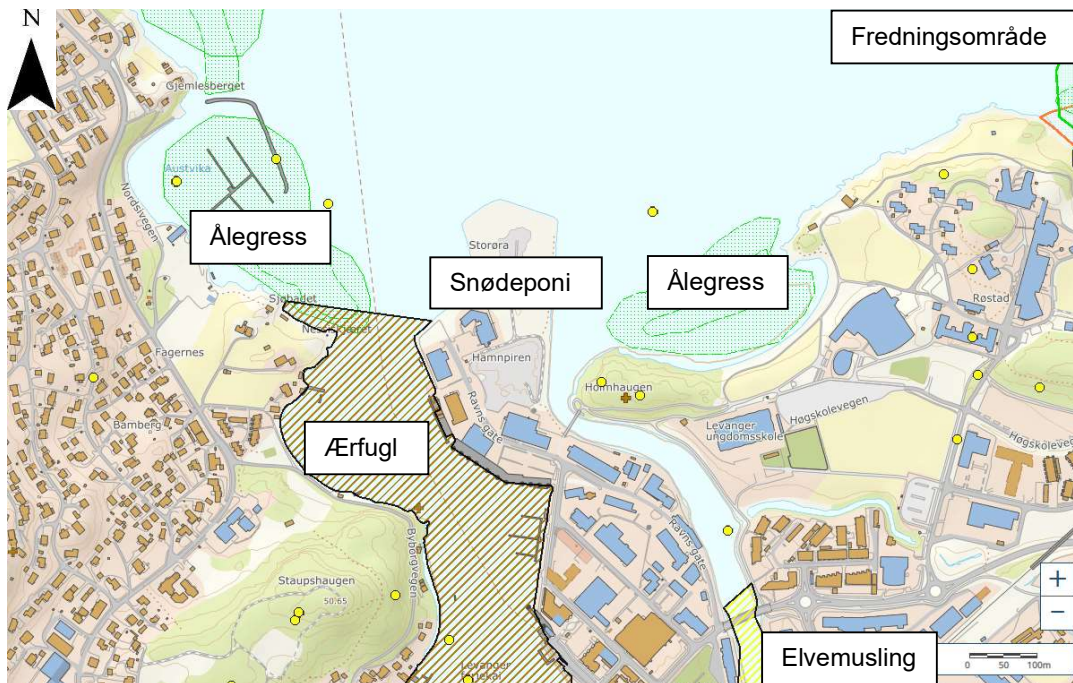 N
Fredningsområde
Gjemlesberget
Austvika
Nordsivegen
Ålegress
Storøra
Snødeponi
Ålegress
Røstad
Sjøbadet
Fagernes
Hamnpiren
Holmhaugen
Høgskolevegen
Ravns gate
Levanger
ungdomsskole
Høgskolevegen
Bamberg
Ærfugl
Byborgvegen
Ravns gate
Staupshaugen
50.65
Levanger
+
−
Elvemusling
0 50 100m